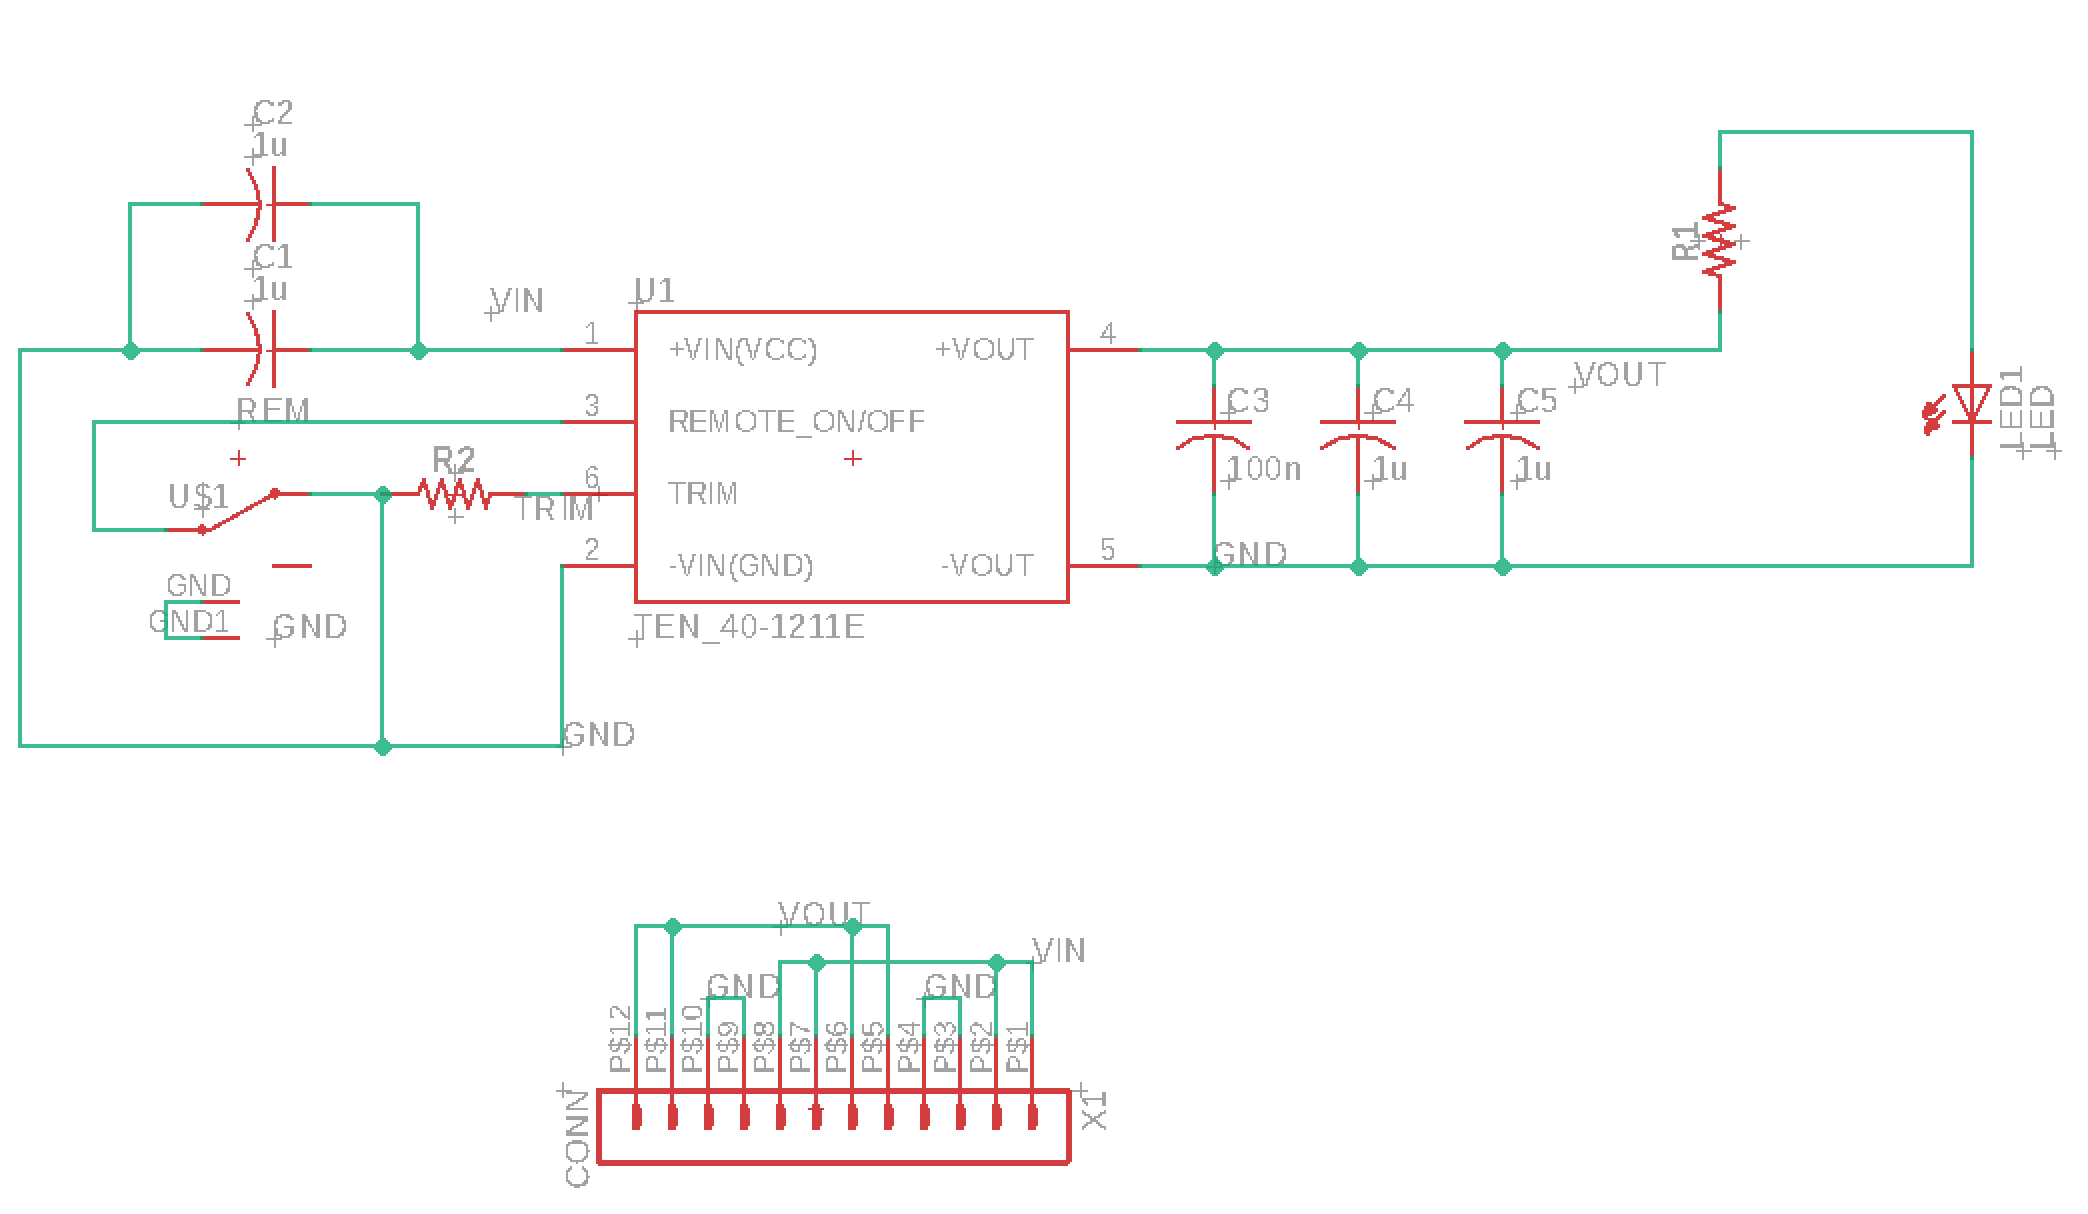 C2
1u
C1
1u
VIN
U1
1
+VIN(VCC)
+VOUT
4
VOUT
REM
3
REMOTE_ON/OFF
C3
100n
C4
1u
C5
1u
R1
LED1
LED
U$1
R2
TRIM
6
TRIM
2
-VIN(GND)
-VOUT
5
GND
GND
GND1
GND
TEN_40-1211E
GND
VOUT
VIN
GND
GND
P$12
P$11
P$10
P$9
P$8
P$7
P$6
P$5
P$4
P$3
P$2
P$1
CONN
X1